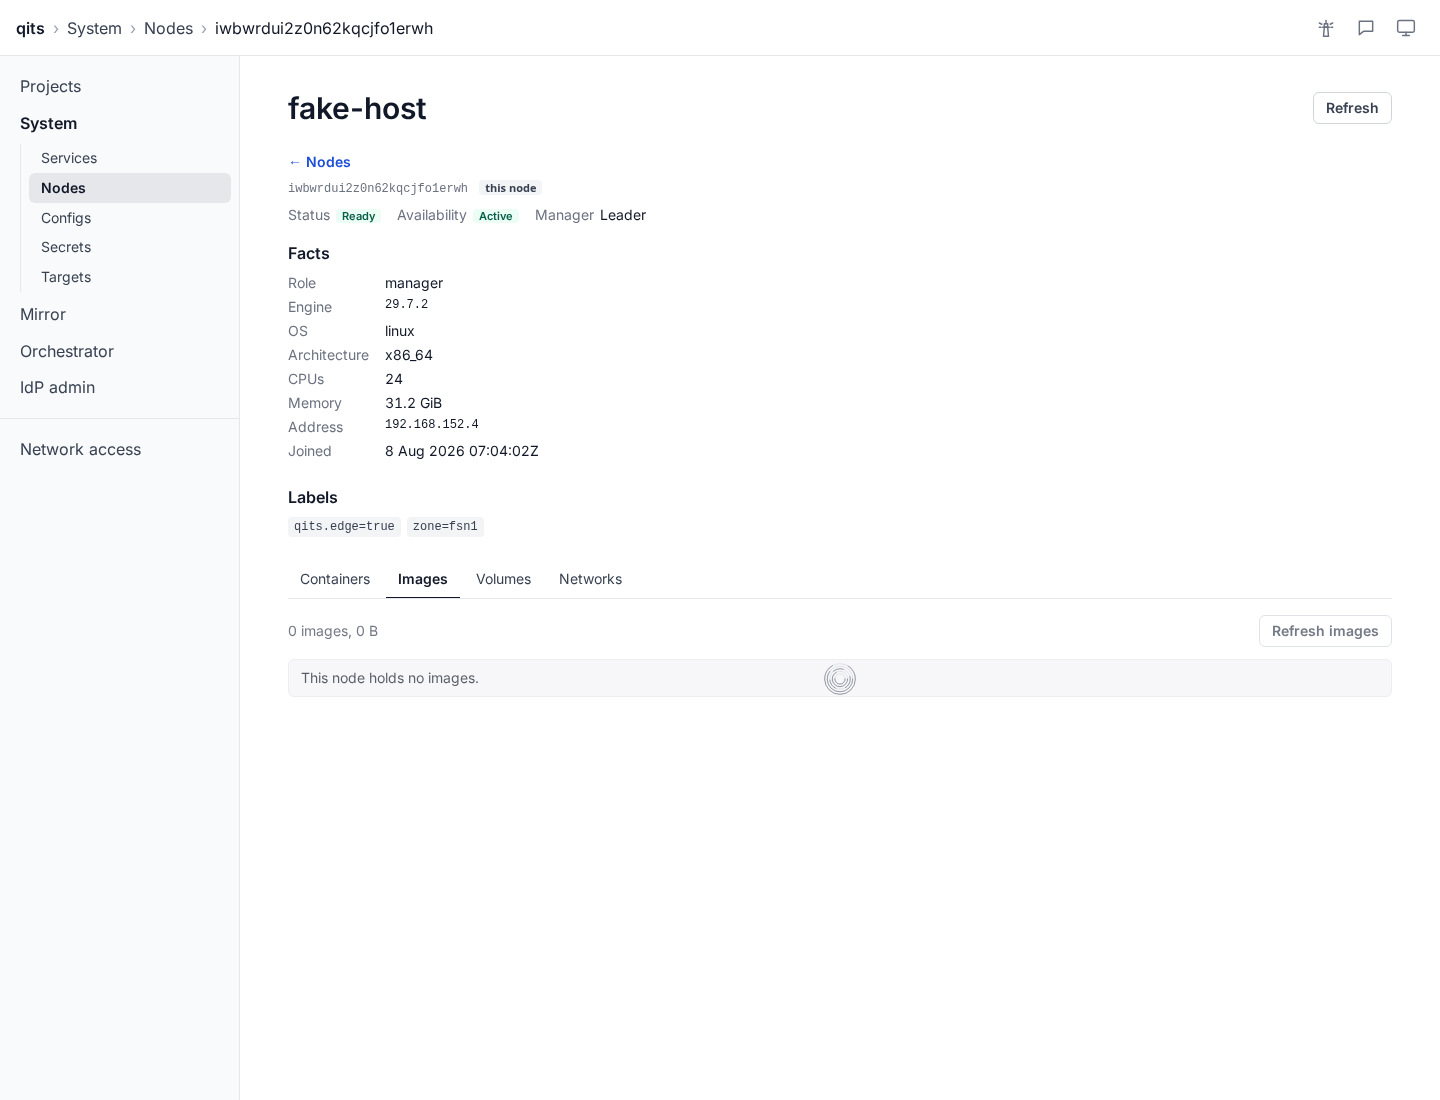 qits › System › Nodes › iwbwrdui2z0n62kqcjfo1erwh
Projects
System
Services
Nodes
Configs
Secrets
Targets
Mirror
Orchestrator
IdP admin
Network access
fake-host
Refresh
← Nodes
iwbwrdui2z0n62kqcjfo1erwh this node
Status Ready Availability Active Manager Leader
Facts
Role manager
Engine 29.7.2
OS linux
Architecture x86_64
CPUs 24
Memory 31.2 GiB
Address 192.168.152.4
Joined 8 Aug 2026 07:04:02Z
Labels
qits.edge=true zone=fsn1
Containers Images Volumes Networks
0 images, 0 B
Refresh images
This node holds no images.